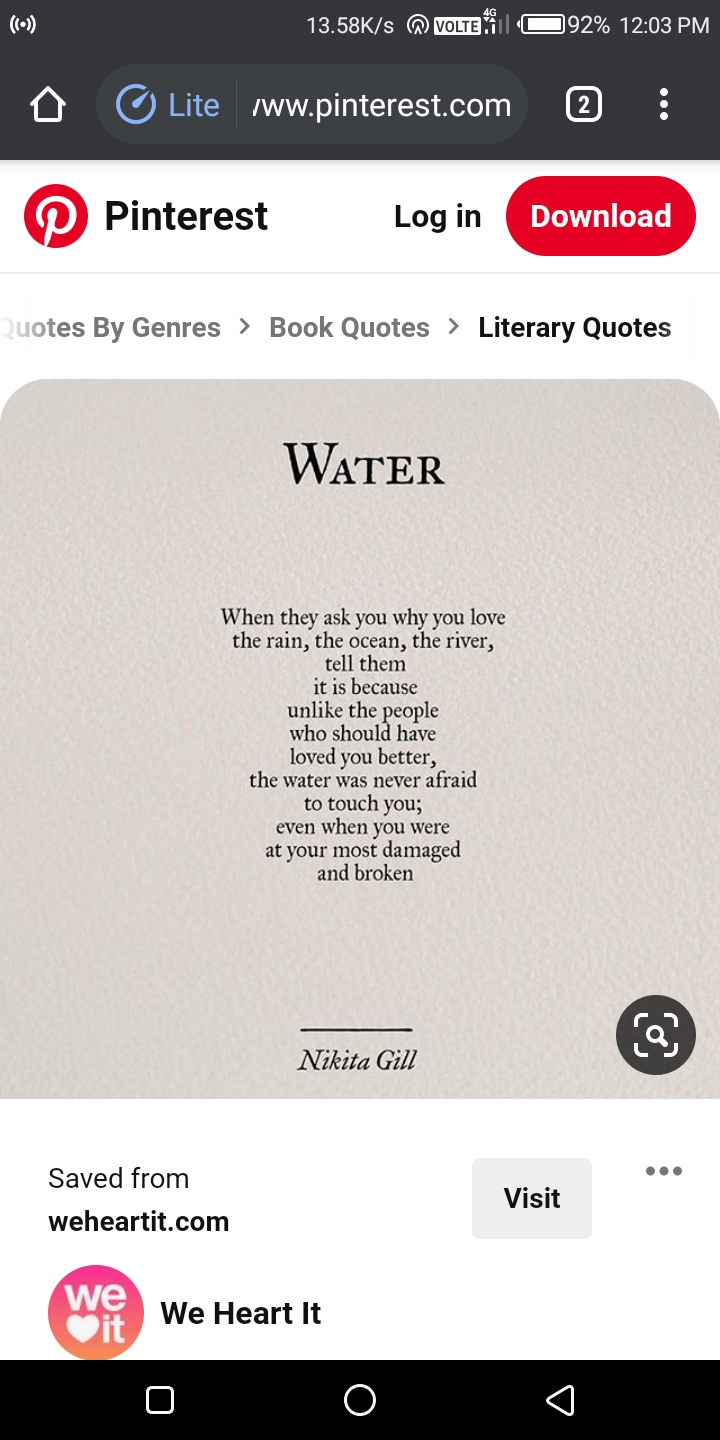 13.58K/s VOLTE 4G 92% 12:03 PM
Lite www.pinterest.com 2
Pinterest Log in Download
Quotes By Genres > Book Quotes > Literary Quotes
WATER
When they ask you why you love
the rain, the ocean, the river,
tell them
it is because
unlike the people
who should have
loved you better,
the water was never afraid
to touch you;
even when you were
at your most damaged
and broken
Nikita Gill
Saved from
weheartit.com
Visit
we
it
We Heart It